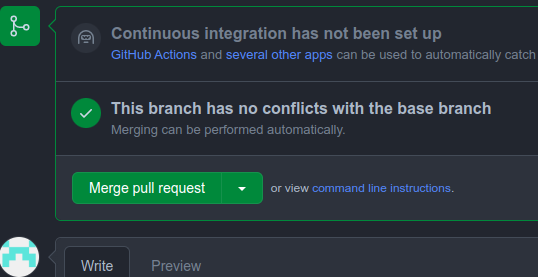 Continuous integration has not been set up
GitHub Actions and several other apps can be used to automatically catch
This branch has no conflicts with the base branch
Merging can be performed automatically.
Merge pull request
or view command line instructions.
Write
Preview